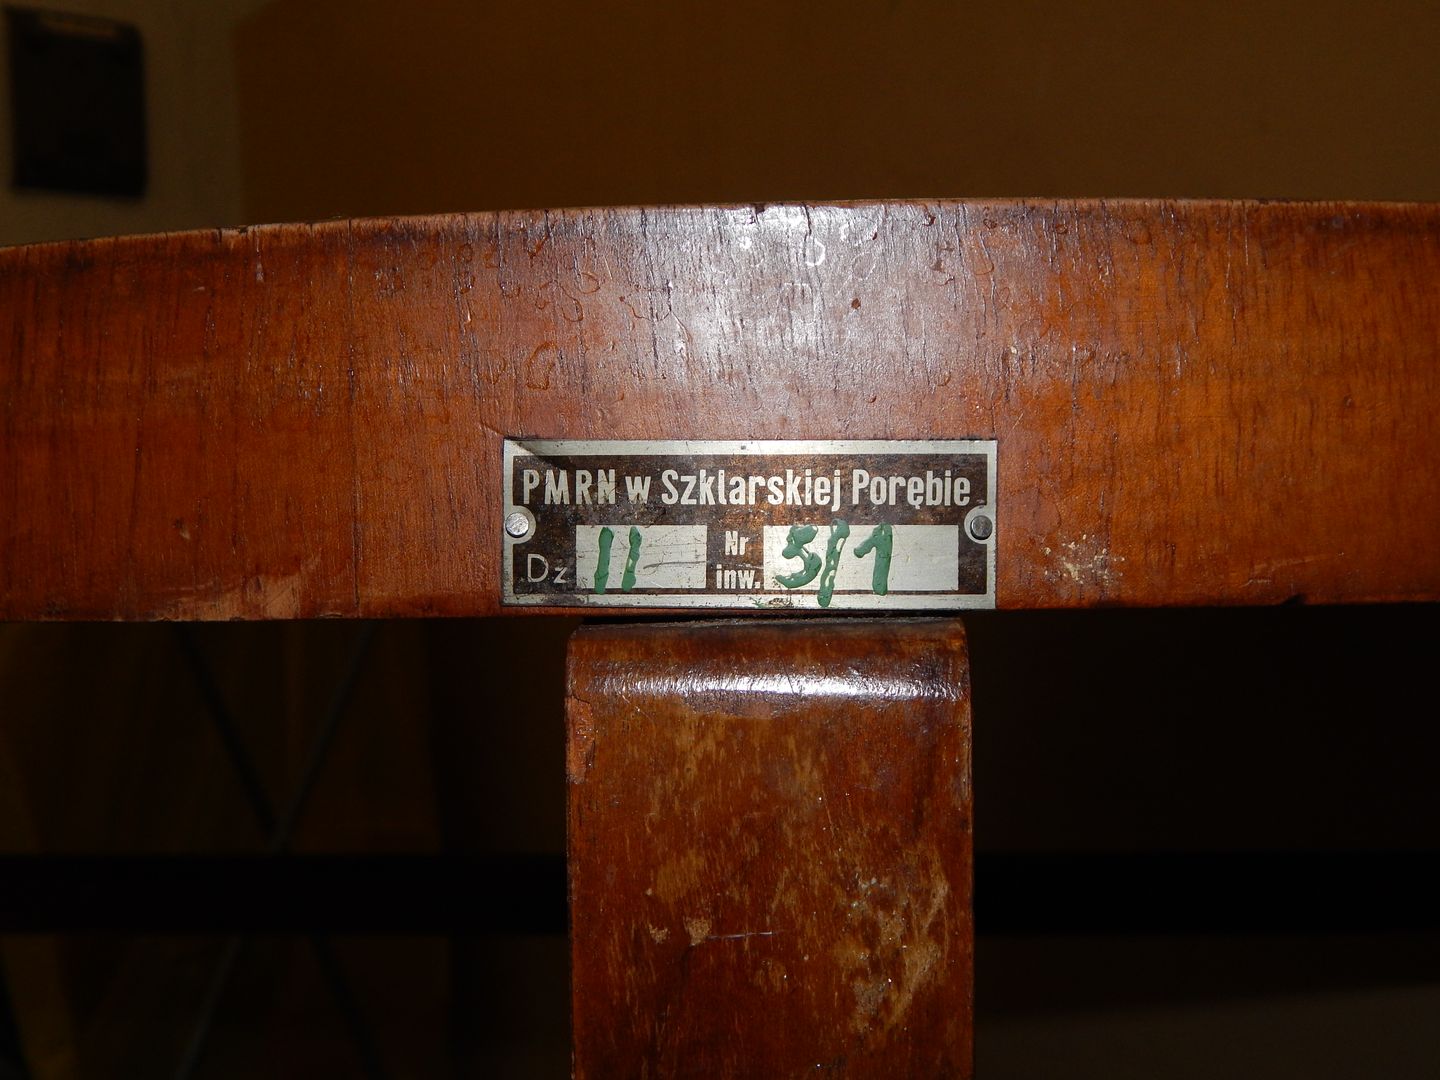 PMRN w Szklarskiej Porębie
Dz 11 Nr inw. 5/1